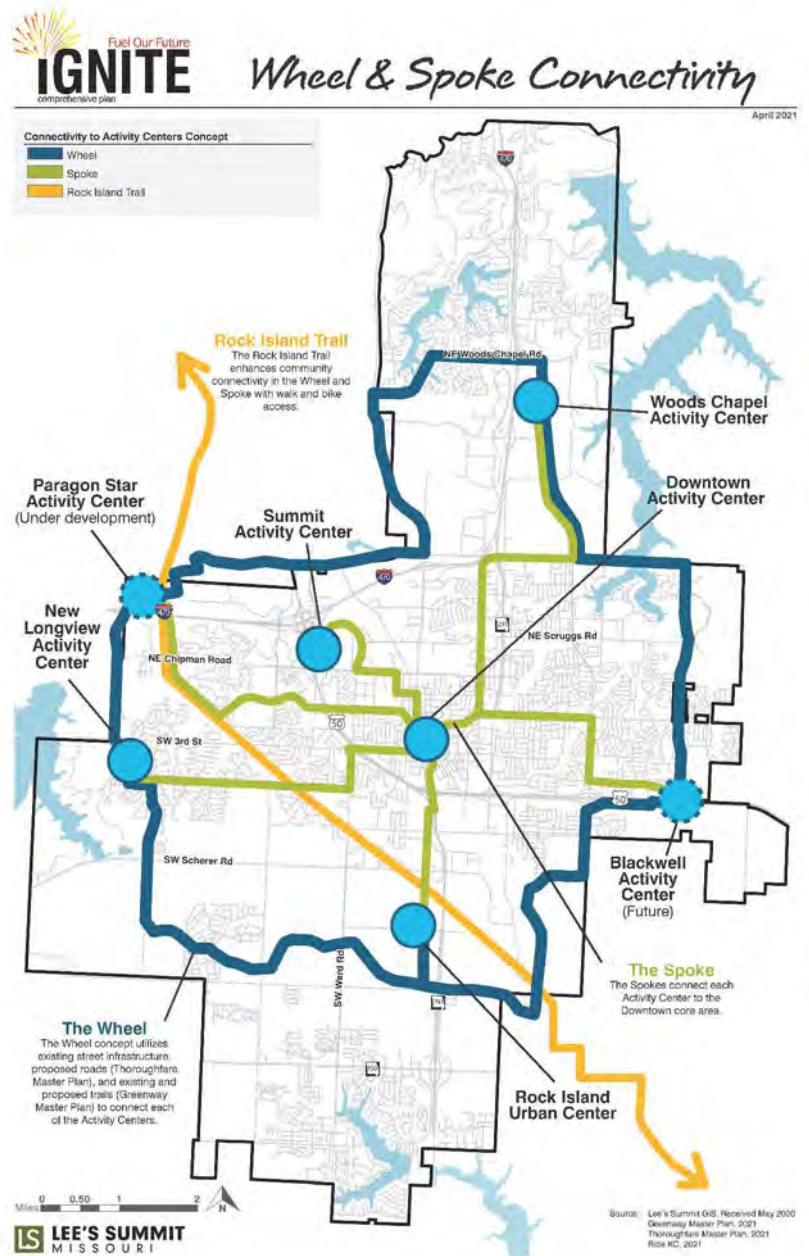 Fuel Our Future
iGNITE
comprehensive plan
Wheel & Spoke Connectivity
April 2021
Connectivity to Activity Centers Concept
Wheel
Spoke
Rock Island Trail
470
Rock Island Trail
The Rock Island Trail
enhances community
connectivity in the Wheel and
Spoke with walk and bike
access.
NE Woods Chapel Rd
Woods Chapel
Activity Center
Paragon Star
Activity Center
(Under development)
Summit
Activity Center
Downtown
Activity Center
470
470
New
Longview
Activity
Center
NE Chipman Road
NE Scruggs Rd
50
SW 3rd St
50
SW Scherer Rd
Blackwell
Activity
Center
(Future)
SW Ward Rd
The Spoke
The Spokes connect each
Activity Center to the
Downtown core area.
The Wheel
The Wheel concept utilizes
existing street infrastructure,
proposed roads (Thoroughfare
Master Plan), and existing and
proposed trails (Greenway
Master Plan) to connect each
of the Activity Centers.
Rock Island
Urban Center
Miles
0 0.50 1 2
N
LS LEE'S SUMMIT
MISSOURI
Source: Lee's Summit GIS, Received May 2020
Greenway Master Plan, 2021
Thoroughfare Master Plan, 2021
Ride KC, 2021